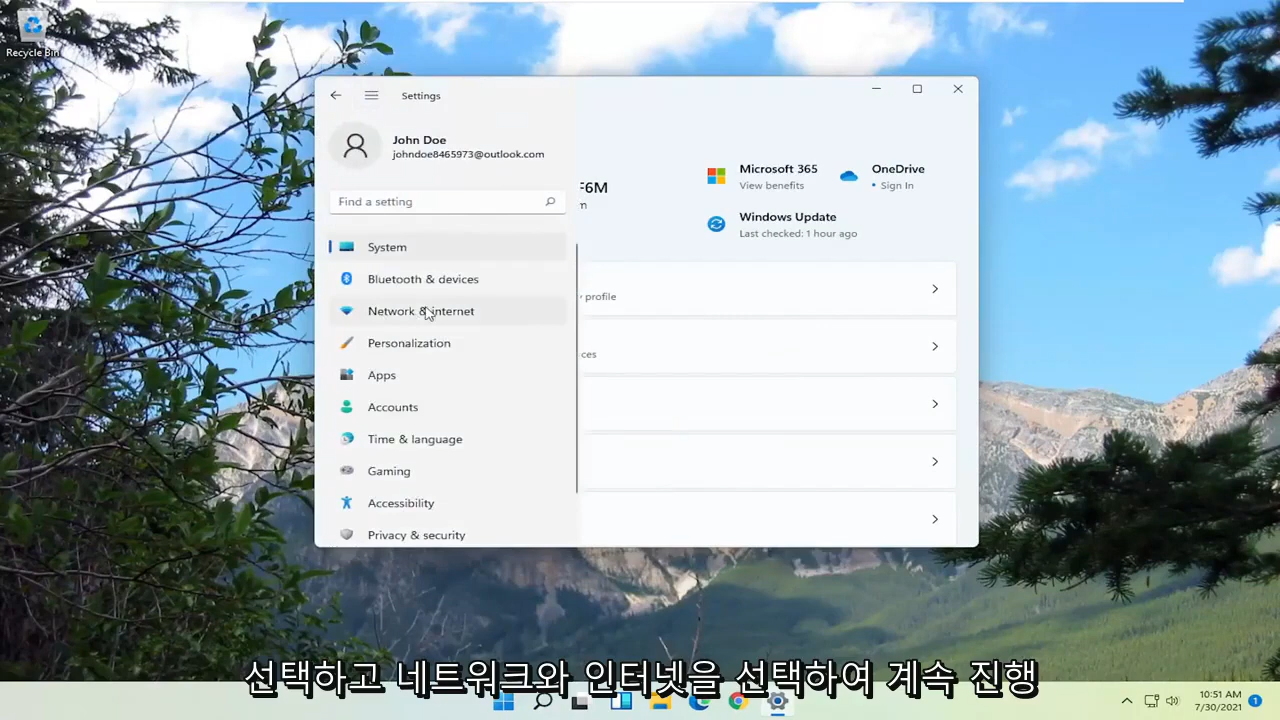 Recycle Bin
Settings
John Doe
johndoe8465973@outlook.com
Find a setting
System
Bluetooth & devices
Network & internet
Personalization
Apps
Accounts
Time & language
Gaming
Accessibility
Privacy & security
F6M
m
Microsoft 365
View benefits
OneDrive
• Sign In
Windows Update
Last checked: 1 hour ago
profile
ces
선택하고 네트워크와 인터넷을 선택하여 계속 진행
10:51 AM
7/30/2021
1